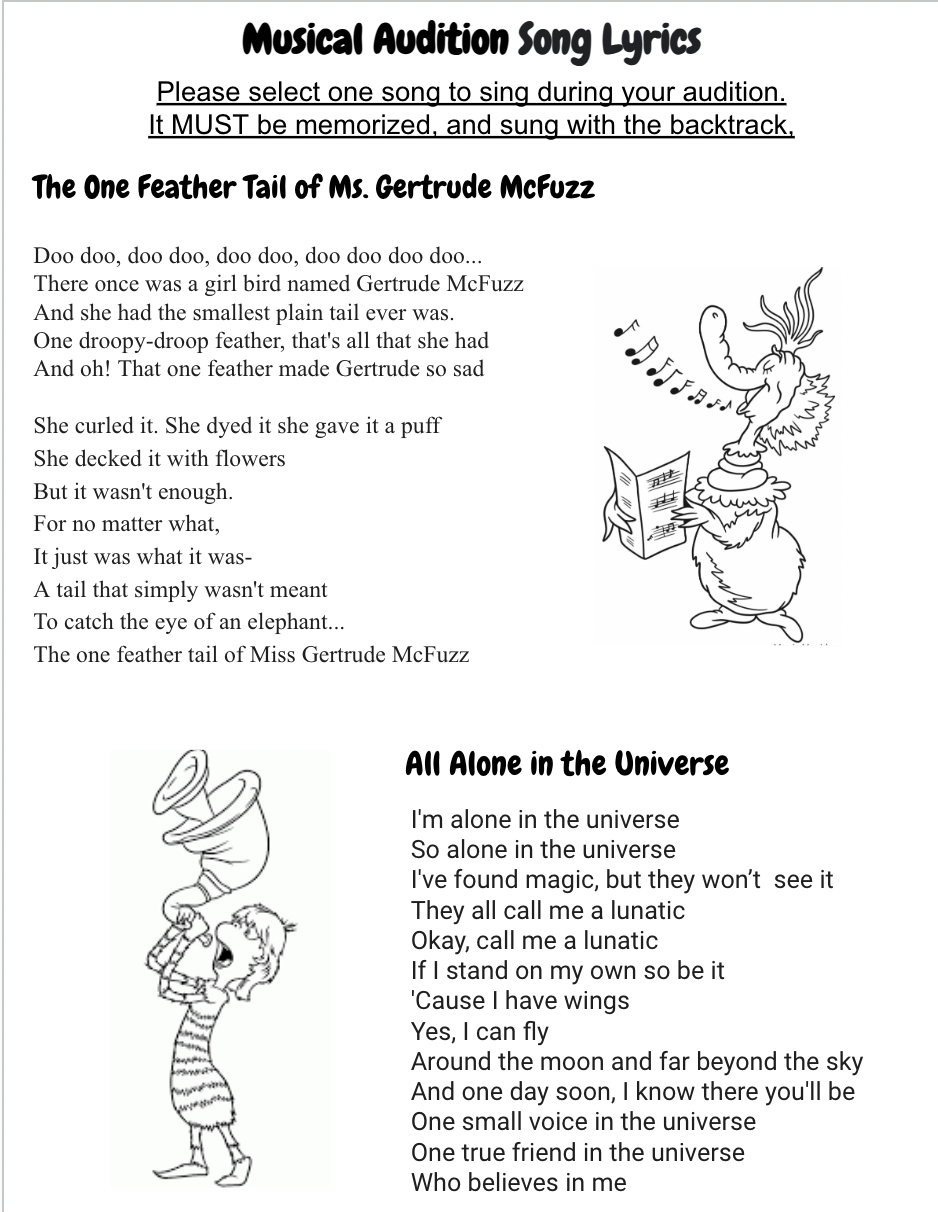 Musical Audition Song Lyrics
Please select one song to sing during your audition.
It MUST be memorized, and sung with the backtrack,
The One Feather Tail of Ms. Gertrude McFuzz
Doo doo, doo doo, doo doo, doo doo doo doo...
There once was a girl bird named Gertrude McFuzz
And she had the smallest plain tail ever was.
One droopy-droop feather, that's all that she had
And oh! That one feather made Gertrude so sad
She curled it. She dyed it she gave it a puff
She decked it with flowers
But it wasn't enough.
For no matter what,
It just was what it was-
A tail that simply wasn't meant
To catch the eye of an elephant...
The one feather tail of Miss Gertrude McFuzz
All Alone in the Universe
I'm alone in the universe
So alone in the universe
I've found magic, but they won’t  see it
They all call me a lunatic
Okay, call me a lunatic
If I stand on my own so be it
'Cause I have wings
Yes, I can fly
Around the moon and far beyond the sky
And one day soon, I know there you'll be
One small voice in the universe
One true friend in the universe
Who believes in me